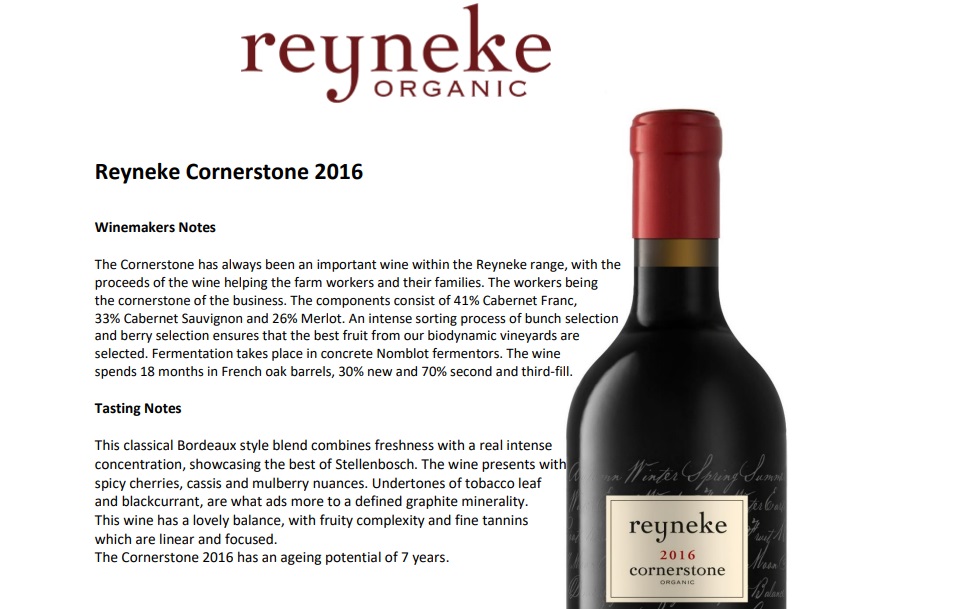 reyneke
ORGANIC
Reyneke Cornerstone 2016
Winemakers Notes
The Cornerstone has always been an important wine within the Reyneke range, with the
proceeds of the wine helping the farm workers and their families. The workers being
the cornerstone of the business. The components consist of 41% Cabernet Franc,
33% Cabernet Sauvignon and 26% Merlot. An intense sorting process of bunch selection
and berry selection ensures that the best fruit from our biodynamic vineyards are
selected. Fermentation takes place in concrete Nomblot fermentors. The wine
spends 18 months in French oak barrels, 30% new and 70% second and third-fill.
Tasting Notes
This classical Bordeaux style blend combines freshness with a real intense
concentration, showcasing the best of Stellenbosch. The wine presents with
spicy cherries, cassis and mulberry nuances. Undertones of tobacco leaf
and blackcurrant, are what ads more to a defined graphite minerality.
This wine has a lovely balance, with fruity complexity and fine tannins
which are linear and focused.
The Cornerstone 2016 has an ageing potential of 7 years.
Winter Spring
reyneke
2016
cornerstone
ORGANIC